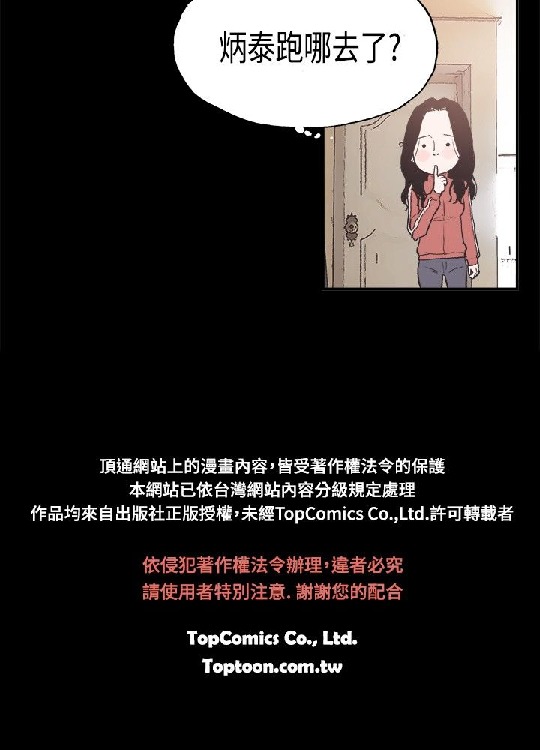 炳泰跑哪去了?
頂通網站上的漫畫內容,皆受著作權法令的保護
本網站已依台灣網站內容分級規定處理
作品均來自出版社正版授權,未經TopComics Co.,Ltd.許可轉載者
依侵犯著作權法令辦理,違者必究
請使用者特別注意. 謝謝您的配合
TopComics Co., Ltd.
Toptoon.com.tw